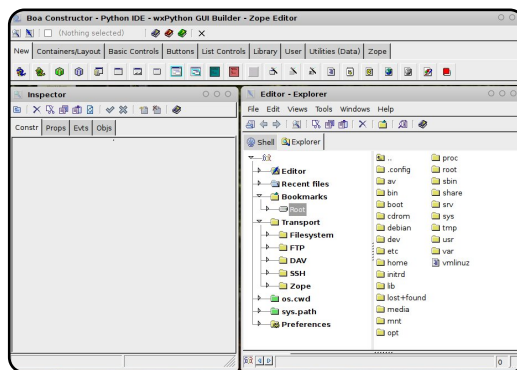 Boa Constructor - Python IDE - wxPython GUI Builder - Zope Editor
(Nothing selected)
New Containers/Layout Basic Controls Buttons List Controls Library User Utilities (Data) Zope
Inspector
Constr Props Evts Objs
Editor - Explorer
File Edit Views Tools Windows Help
Shell Explorer
Editor
Recent files
Bookmarks
Root
Transport
Filesystem
FTP
DAV
SSH
Zope
os.cwd
sys.path
Preferences
..
.config
av
bin
boot
cdrom
debian
dev
etc
home
initrd
lib
lost+found
media
mnt
opt
proc
root
sbin
share
srv
sys
tmp
usr
var
vmlinuz
0